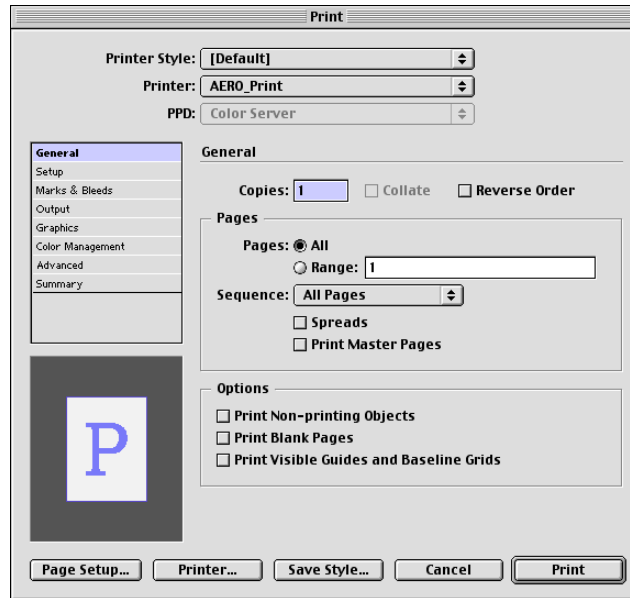 Print
Printer Style: [Default]
Printer: AERO_Print
PPD: Color Server
General
Setup
Marks & Bleeds
Output
Graphics
Color Management
Advanced
Summary
General
Copies: 1 Collate Reverse Order
Pages
Pages: All
Range: 1
Sequence: All Pages
Spreads
Print Master Pages
Options
Print Non-printing Objects
Print Blank Pages
Print Visible Guides and Baseline Grids
P
Page Setup... Printer... Save Style... Cancel Print